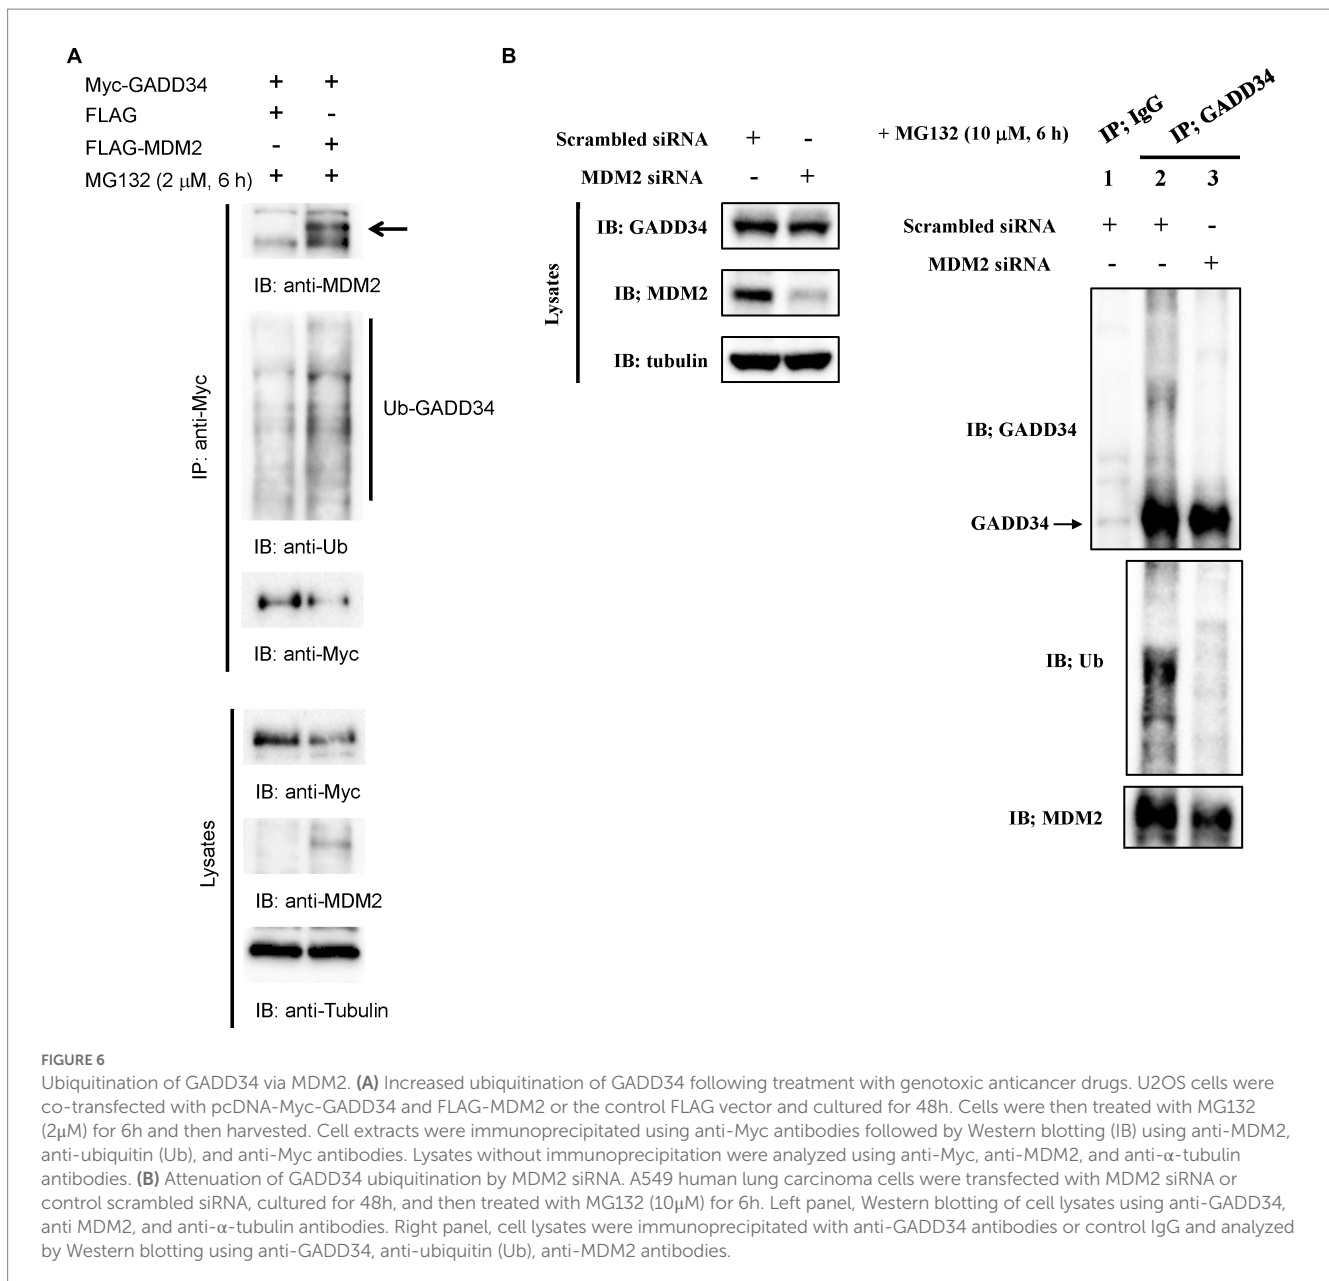 A
Myc-GADD34 + +
FLAG + -
FLAG-MDM2 - +
MG132 (2 μM, 6 h) + +
IP: anti-Myc
IB: anti-MDM2
Ub-GADD34
IB: anti-Ub
IB: anti-Myc
Lysates
IB: anti-Myc
IB: anti-MDM2
IB: anti-Tubulin
B
Scrambled siRNA + -
MDM2 siRNA - +
Lysates
IB: GADD34
IB; MDM2
IB: tubulin
+ MG132 (10 μM, 6 h)
IP; IgG
IP; GADD34
1 2 3
Scrambled siRNA + + -
MDM2 siRNA - - +
IB; GADD34
GADD34
IB; Ub
IB; MDM2
FIGURE 6
Ubiquitination of GADD34 via MDM2. (A) Increased ubiquitination of GADD34 following treatment with genotoxic anticancer drugs. U2OS cells were
co-transfected with pcDNA-Myc-GADD34 and FLAG-MDM2 or the control FLAG vector and cultured for 48h. Cells were then treated with MG132
(2μM) for 6h and then harvested. Cell extracts were immunoprecipitated using anti-Myc antibodies followed by Western blotting (IB) using anti-MDM2,
anti-ubiquitin (Ub), and anti-Myc antibodies. Lysates without immunoprecipitation were analyzed using anti-Myc, anti-MDM2, and anti-α-tubulin
antibodies. (B) Attenuation of GADD34 ubiquitination by MDM2 siRNA. A549 human lung carcinoma cells were transfected with MDM2 siRNA or
control scrambled siRNA, cultured for 48h, and then treated with MG132 (10μM) for 6h. Left panel, Western blotting of cell lysates using anti-GADD34,
anti MDM2, and anti-α-tubulin antibodies. Right panel, cell lysates were immunoprecipitated with anti-GADD34 antibodies or control IgG and analyzed
by Western blotting using anti-GADD34, anti-ubiquitin (Ub), anti-MDM2 antibodies.